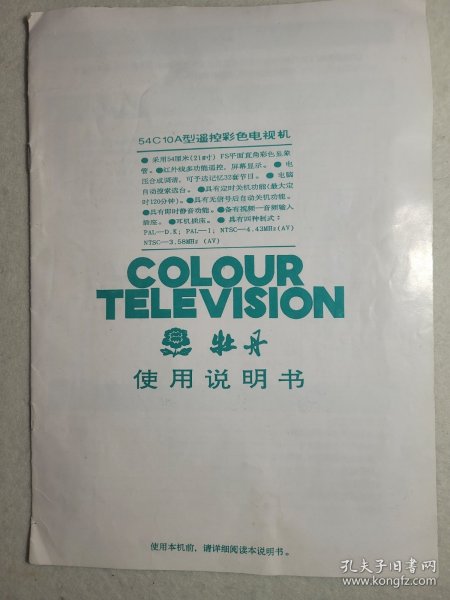 54C10A型遥控彩色电视机
● 采用54厘米(21吋寸) FS平面直角彩色显象
管。●红外线多功能遥控，屏幕显示。● 电
压合成调谐，可予选记忆32套节目。● 电脑
自动搜索选台。●具有定时关机功能(最大定
时120分钟)。●具有无信号后自动关机功能。
●具有即时静音功能。●备有视频—音频输入
插座。●耳机插座。● 具有四种制式：
PAL—D.K; PAL—I; NTSC—4.43MHz(AV)
NTSC—3.58MHz (AV)
COLOUR
TELEVISION
牡丹
使用说明书
使用本机前，请详细阅读本说明书。
孔夫子旧书网
www.kongfz.com